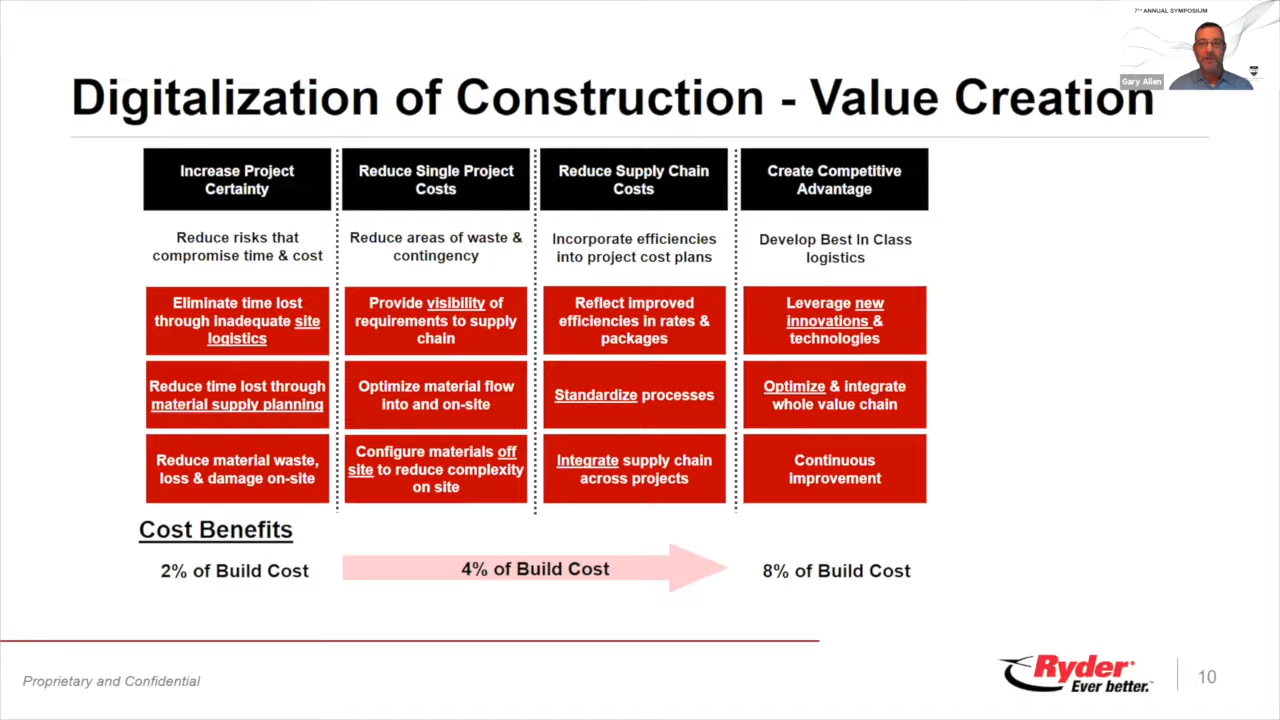 7TH ANNUAL SYMPOSIUM
Gary Allen
Digitalization of Construction - Value Creation
Increase Project
Certainty
Reduce risks that
compromise time & cost
Eliminate time lost
through inadequate site
logistics
Reduce time lost through
material supply planning
Reduce material waste,
loss & damage on-site
Reduce Single Project
Costs
Reduce areas of waste &
contingency
Provide visibility of
requirements to supply
chain
Optimize material flow
into and on-site
Configure materials off
site to reduce complexity
on site
Reduce Supply Chain
Costs
Incorporate efficiencies
into project cost plans
Reflect improved
efficiencies in rates &
packages
Standardize processes
Integrate supply chain
across projects
Create Competitive
Advantage
Develop Best In Class
logistics
Leverage new
innovations &
technologies
Optimize & integrate
whole value chain
Continuous
improvement
Cost Benefits
2% of Build Cost
4% of Build Cost
8% of Build Cost
Proprietary and Confidential
Ryder
Ever better.™
10